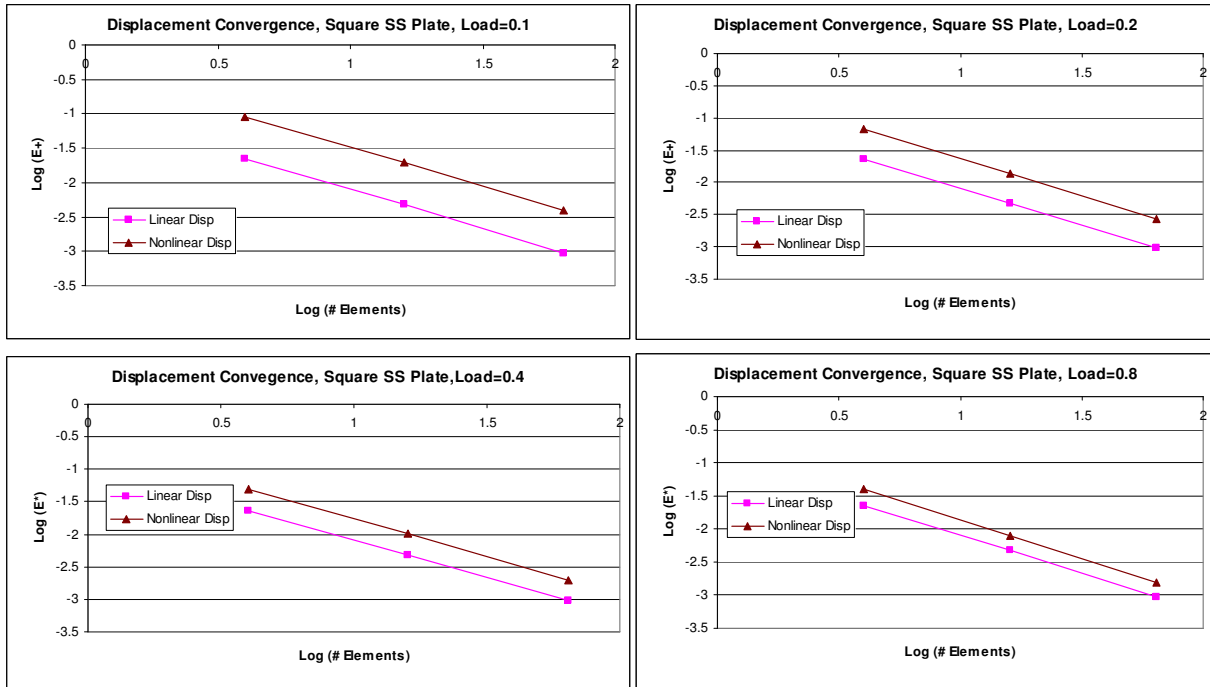 Displacement Convergence, Square SS Plate, Load=0.1
0
0 0.5 1 1.5 2
-0.5
-1
-1.5
-2
-2.5
-3
-3.5
Log (E+)
Linear Disp
Nonlinear Disp
Log (# Elements)
Displacement Convergence, Square SS Plate, Load=0.2
0
0 0.5 1 1.5 2
-0.5
-1
-1.5
-2
-2.5
-3
-3.5
Log (E+)
Linear Disp
Nonlinear Disp
Log (# Elements)
Displacement Convegence, Square SS Plate,Load=0.4
0
0 0.5 1 1.5 2
-0.5
-1
-1.5
-2
-2.5
-3
-3.5
Log (E*)
Linear Disp
Nonlinear Disp
Log (# Elements)
Displacement Convergence, Square SS Plate, Load=0.8
0
0 0.5 1 1.5 2
-0.5
-1
-1.5
-2
-2.5
-3
-3.5
Log (E*)
Linear Disp
Nonlinear Disp
Log (# Elements)